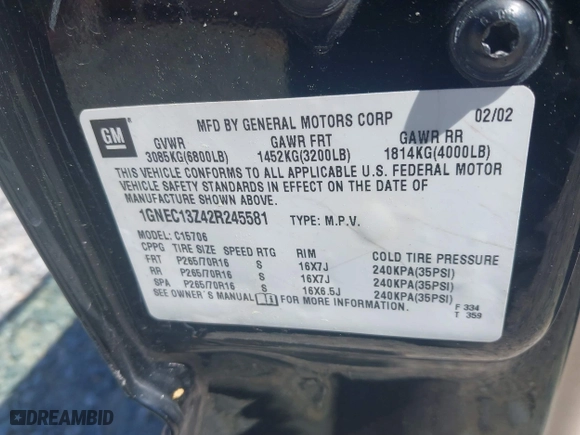 GM
MFD BY GENERAL MOTORS CORP 02/02
GVWR GAWR FRT GAWR RR
3085KG(6800LB) 1452KG(3200LB) 1814KG(4000LB)
THIS VEHICLE CONFORMS TO ALL APPLICABLE U.S. FEDERAL MOTOR
VEHICLE SAFETY STANDARDS IN EFFECT ON THE DATE OF
MANUFACTURE SHOWN ABOVE.
1GNEC13Z42R245581 TYPE: M.P.V.
MODEL: C15706
CPPG TIRE SIZE SPEED RTG RIM COLD TIRE PRESSURE
FRT P265/70R16 S 16X7J 240KPA(35PSI)
RR P265/70R16 S 16X7J 240KPA(35PSI)
SPA P265/70R16 S 16X6.5J 240KPA(35PSI)
SEE OWNER'S MANUAL FOR MORE INFORMATION.
F 334
T 359
DREAMBID